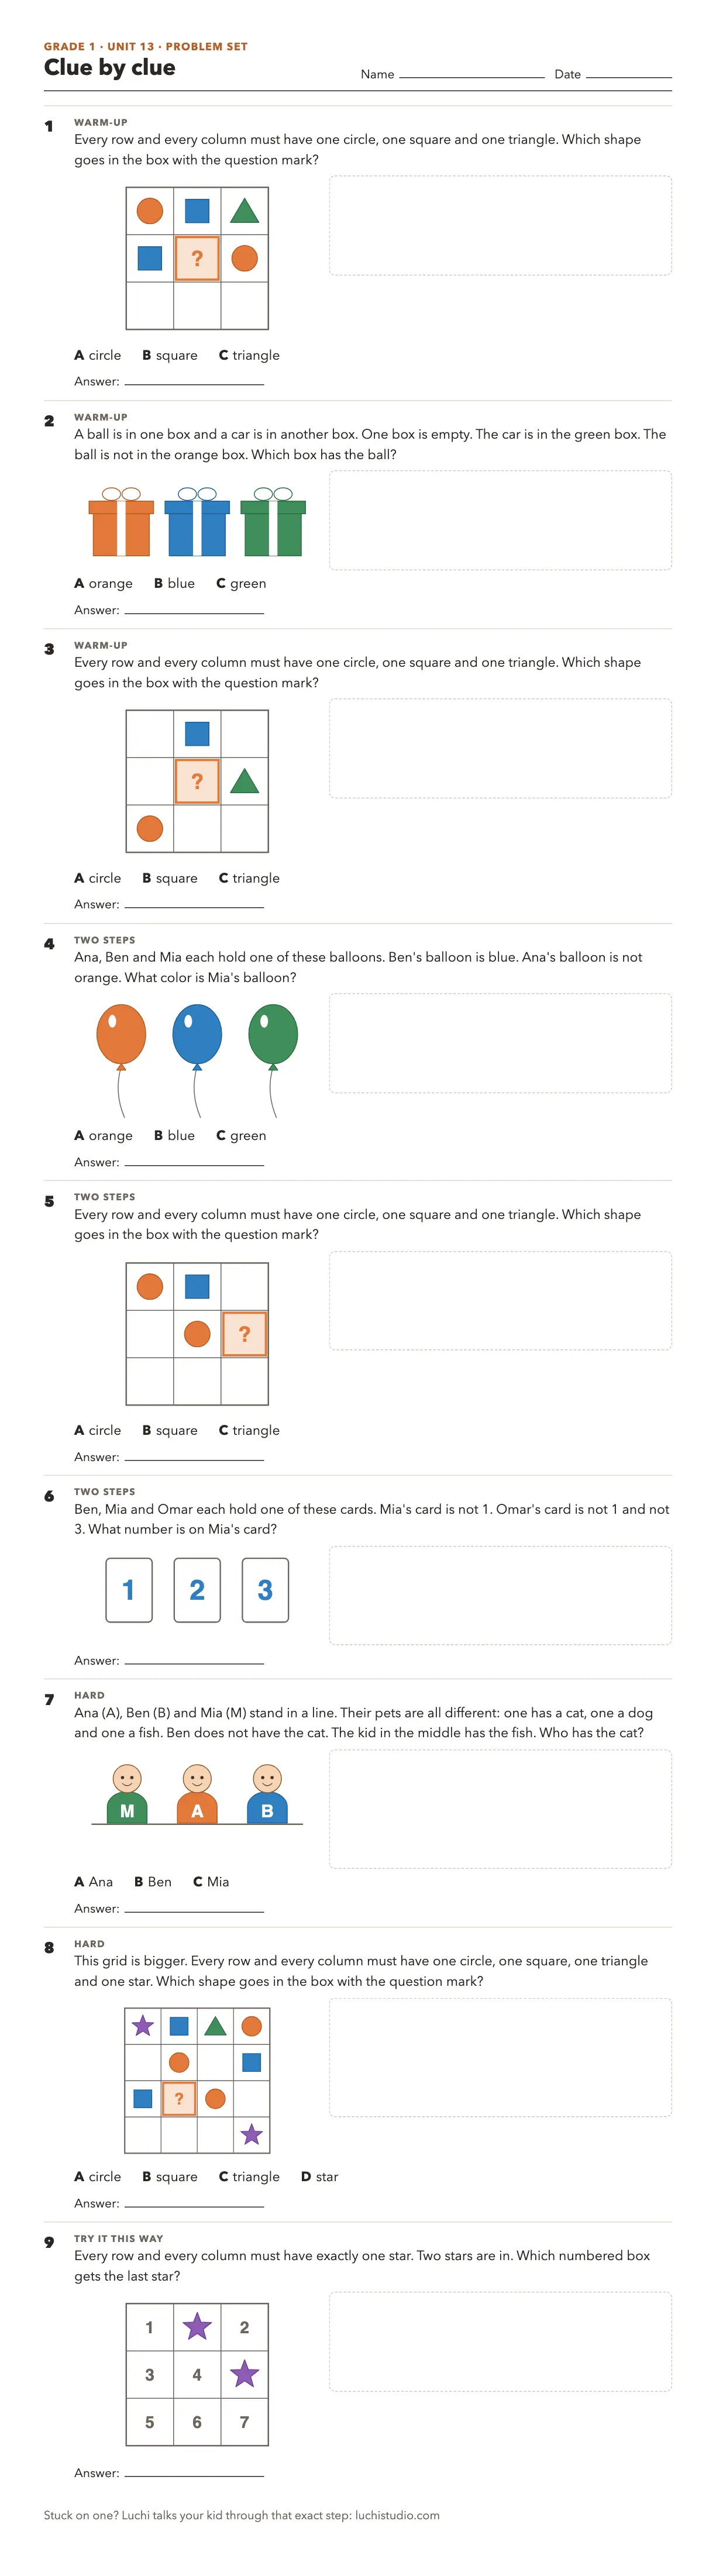 GRADE 1 · UNIT 13 · PROBLEM SET
Clue by clue
Name
Date
1
WARM-UP
Every row and every column must have one circle, one square and one triangle. Which shape
goes in the box with the question mark?
?
A circle B square C triangle
Answer:
2
WARM-UP
A ball is in one box and a car is in another box. One box is empty. The car is in the green box. The
ball is not in the orange box. Which box has the ball?
A orange B blue C green
Answer:
3
WARM-UP
Every row and every column must have one circle, one square and one triangle. Which shape
goes in the box with the question mark?
?
A circle B square C triangle
Answer:
4
TWO STEPS
Ana, Ben and Mia each hold one of these balloons. Ben's balloon is blue. Ana's balloon is not
orange. What color is Mia's balloon?
A orange B blue C green
Answer:
5
TWO STEPS
Every row and every column must have one circle, one square and one triangle. Which shape
goes in the box with the question mark?
?
A circle B square C triangle
Answer:
6
TWO STEPS
Ben, Mia and Omar each hold one of these cards. Mia's card is not 1. Omar's card is not 1 and not
3. What number is on Mia's card?
1 2 3
Answer:
7
HARD
Ana (A), Ben (B) and Mia (M) stand in a line. Their pets are all different: one has a cat, one a dog
and one a fish. Ben does not have the cat. The kid in the middle has the fish. Who has the cat?
M A B
A Ana B Ben C Mia
Answer:
8
HARD
This grid is bigger. Every row and every column must have one circle, one square, one triangle
and one star. Which shape goes in the box with the question mark?
?
A circle B square C triangle D star
Answer:
9
TRY IT THIS WAY
Every row and every column must have exactly one star. Two stars are in. Which numbered box
gets the last star?
1 2
3 4
5 6 7
Answer:
Stuck on one? Luchi talks your kid through that exact step: luchistudio.com